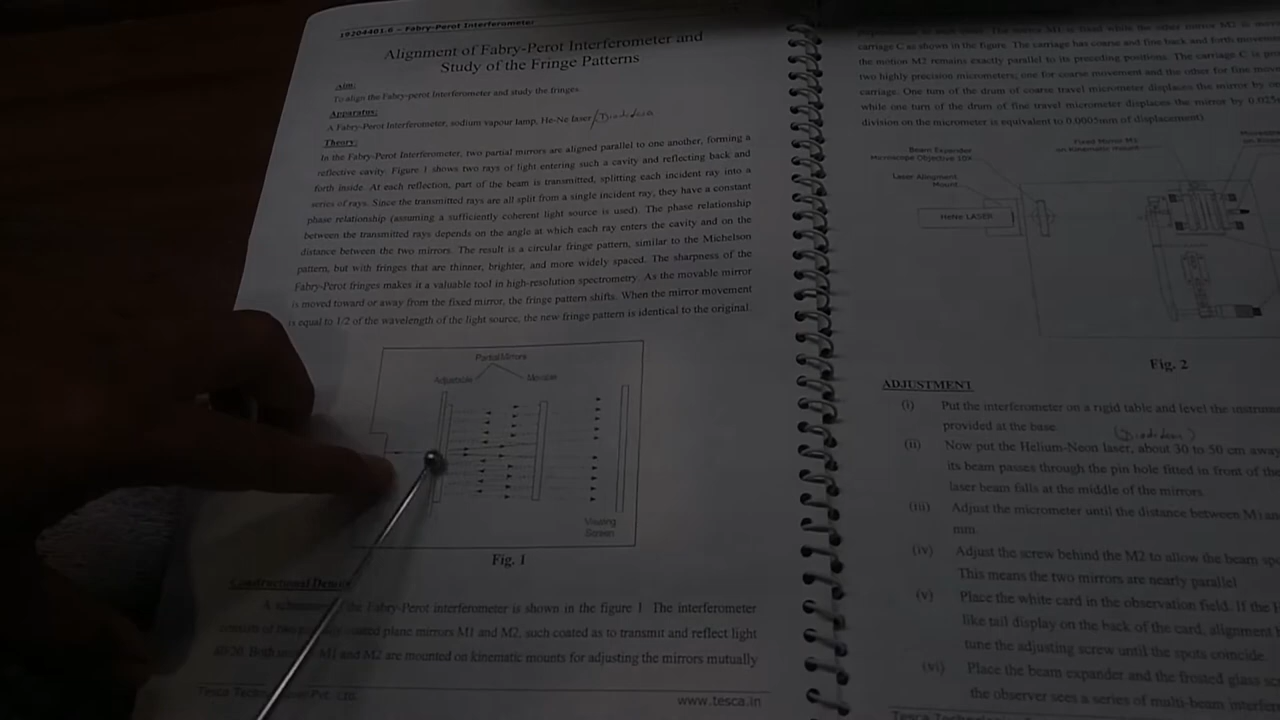 19204401.6 – Fabry-Perot Interferometer
Alignment of Fabry-Perot Interferometer and
Study of the Fringe Patterns
Aim:
To align the Fabry-perot Interferometer and study the fringes.
Apparatus:
A Fabry-Perot Interferometer, sodium vapour lamp, He-Ne laser
Theory:
In the Fabry-Perot Interferometer, two partial mirrors are aligned parallel to one another, forming a
reflective cavity. Figure 1 shows two rays of light entering such a cavity and reflecting back and
forth inside. At each reflection, part of the beam is transmitted, splitting each incident ray into a
series of rays. Since the transmitted rays are all split from a single incident ray, they have a constant
phase relationship (assuming a sufficiently coherent light source is used). The phase relationship
between the transmitted rays depends on the angle at which each ray enters the cavity and on the
distance between the two mirrors. The result is a circular fringe pattern, similar to the Michelson
pattern, but with fringes that are thinner, brighter, and more widely spaced. The sharpness of the
Fabry-Perot fringes makes it a valuable tool in high-resolution spectrometry. As the movable mirror
is moved toward or away from the fixed mirror, the fringe pattern shifts. When the mirror movement
is equal to 1/2 of the wavelength of the light source, the new fringe pattern is identical to the original.
Partial Mirrors
Adjustable Movable
Viewing
Screen
Fig. 1
Constructional Details
A schematic of the Fabry-Perot interferometer is shown in the figure 1. The interferometer
consists of two coated plane mirrors M1 and M2, such coated as to transmit and reflect light
80/20. Both M1 and M2 are mounted on kinematic mounts for adjusting the mirrors mutually
Tesca Technologies Pvt. Ltd.
www.tesca.in
The mirror M1 is fixed while the other mirror M2 is
carriage C as shown in the figure. The carriage has coarse and fine back and forth
the motion M2 remains exactly parallel to its preceding positions. The carriage C is
two highly precision micrometers; one for coarse movement and the other for fine
carriage. One turn of the drum of coarse travel micrometer displaces the mirror by
while one turn of the drum of fine travel micrometer displaces the mirror by 0.025
division on the micrometer is equivalent to 0.0005mm of displacement)
Beam Expander
Microscope Objective 10X
Fixed Mirror M1
on Kinematic mount
Laser Alignment
Mount
HeNe LASER
Fig. 2
ADJUSTMENT
(i) Put the interferometer on a rigid table and level the
provided at the base.
(ii) Now put the Helium-Neon laser, about 30 to 50 cm away
its beam passes through the pin hole fitted in front of the
laser beam falls at the middle of the mirrors.
(iii) Adjust the micrometer until the distance between M1
mm.
(iv) Adjust the screw behind the M2 to allow the beam
This means the two mirrors are nearly parallel
(v) Place the white card in the observation field. If the
like tail display on the back of the card, alignment
tune the adjusting screw until the spots coincide.
(vi) Place the beam expander and the frosted glass
the observer sees a series of multi-beam